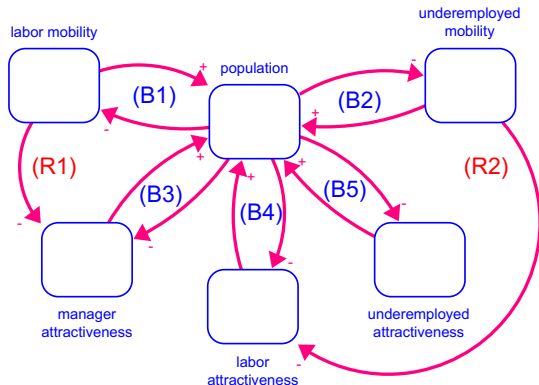 underemployed
mobility
labor mobility
population
+
-
(B1)
(B2)
-
+
+
-
(R1)
(B3)
+
+
+
(B5)
(R2)
(B4)
-
-
-
-
manager
attractiveness
labor
attractiveness
underemployed
attractiveness
-